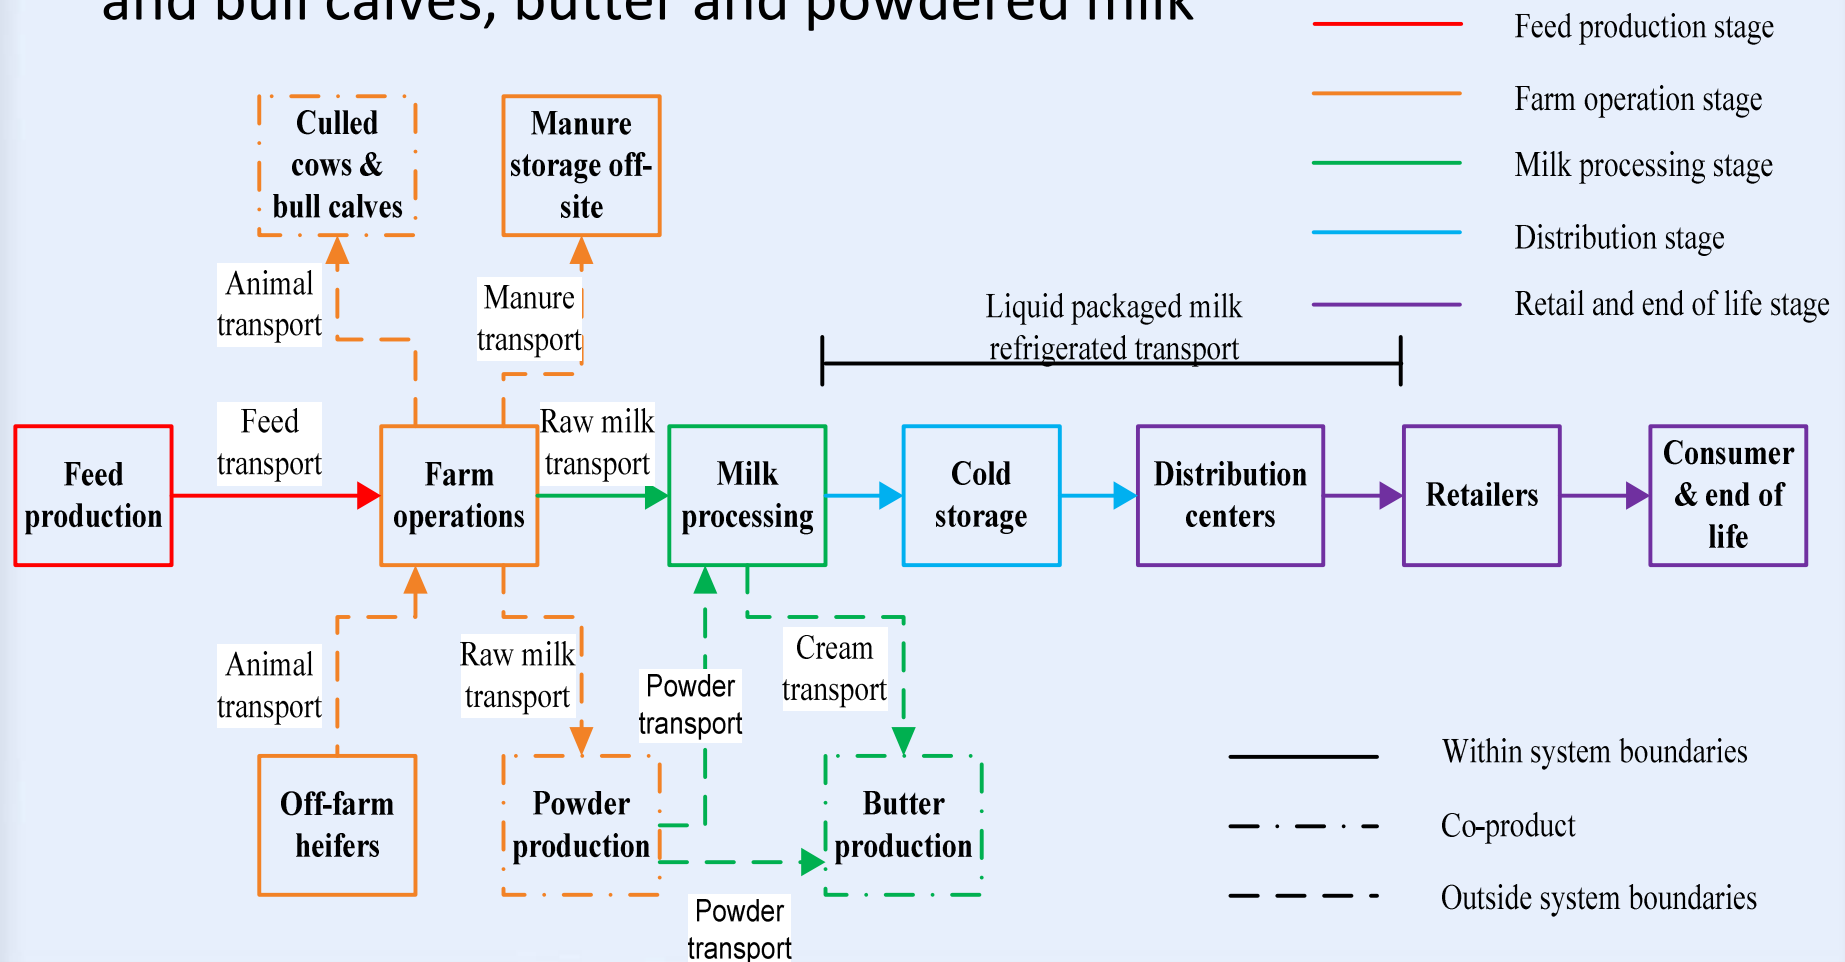 and bull calves, butter and powdered milk
Feed production stage
Farm operation stage
Milk processing stage
Distribution stage
Retail and end of life stage
Culled
cows &
bull calves
Manure
storage off-
site
Animal
transport
Manure
transport
Liquid packaged milk
refrigerated transport
Feed
transport
Raw milk
transport
Feed
production
Farm
operations
Milk
processing
Cold
storage
Distribution
centers
Retailers
Consumer
& end of
life
Animal
transport
Raw milk
transport
Powder
transport
Cream
transport
Off-farm
heifers
Powder
production
Butter
production
Powder
transport
Within system boundaries
Co-product
Outside system boundaries